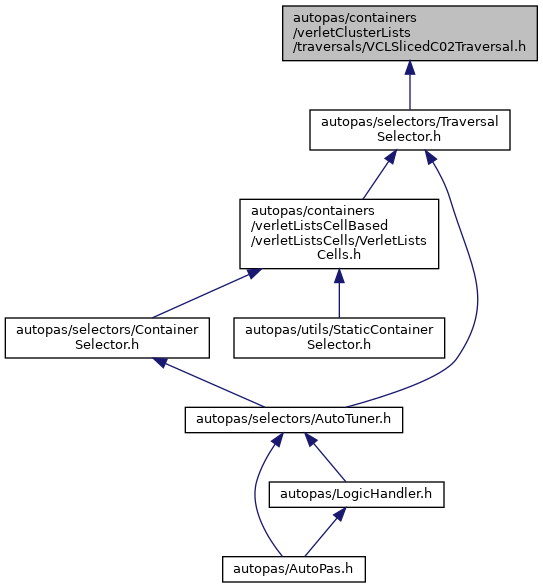 autopas/containers
/verletClusterLists
/traversals/VCLSlicedC02Traversal.h
autopas/selectors/Traversal
Selector.h
autopas/containers
/verletListsCellBased
/verletListsCells/VerletLists
Cells.h
autopas/selectors/Container
Selector.h
autopas/utils/StaticContainer
Selector.h
autopas/selectors/AutoTuner.h
autopas/LogicHandler.h
autopas/AutoPas.h